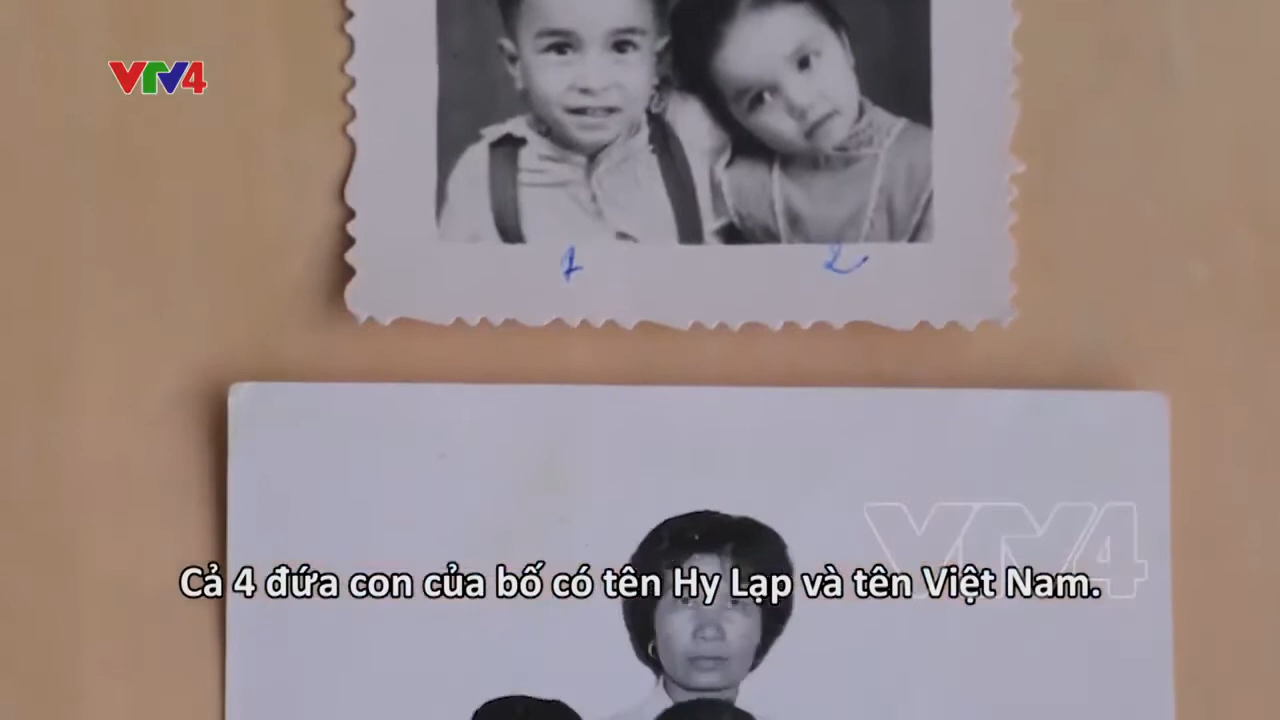 VTV4
1 2
VTV4
Cả 4 đứa con của bố có tên Hy Lạp và tên Việt Nam.